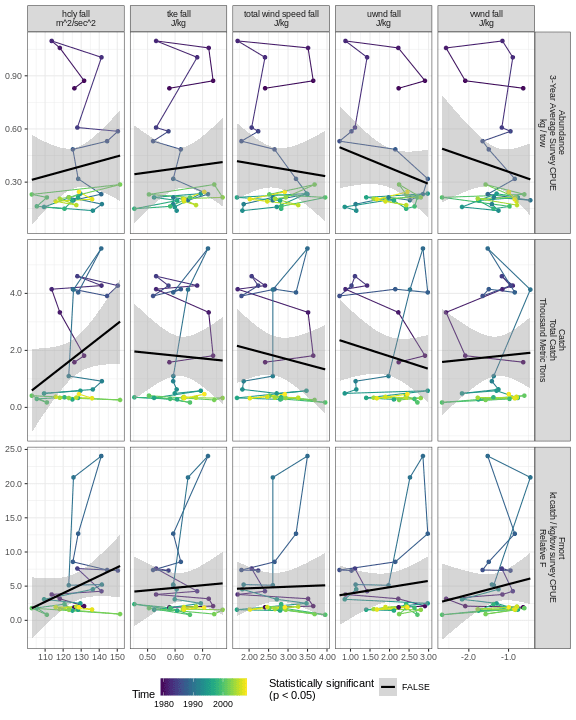 hcly fall
m^2/sec^2
tke fall
J/kg
total wind speed fall
J/kg
uwnd fall
J/kg
vwnd fall
J/kg
0.90
0.60
0.30
Abundance
3-Year Average Survey CPUE
kg / tow
4.0
2.0
0.0
Catch
Total Catch
Thousand Metric Tons
25.0
20.0
15.0
10.0
5.0
0.0
Fmort
kt catch / kg/tow survey CPUE
Relative F
110 120 130 140 150
0.50 0.60 0.70
2.00 2.50 3.00 3.50 4.00
1.00 1.50 2.00 2.50 3.00
-2.0 -1.0
Time
1980 1990 2000
Statistically significant
(p < 0.05)
FALSE